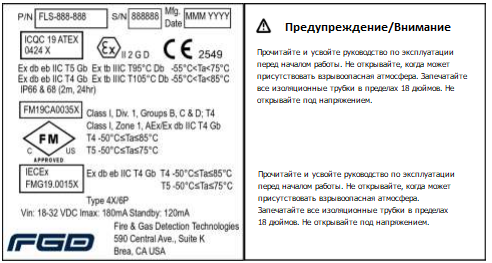 P/N FLS-888-888 S/N 888888 Mfg. Date MMM YYYY
ICQC 19 ATEX
0424 X
Ex II 2 G D CE 2549
Ex db eb IIC T5 Gb Ex tb IIIC T95°C Db -55°C<Ta<75°C
Ex db eb IIC T4 Gb Ex tb IIIC T105°C Db -55°C<Ta<85°C
IP66 & 68 (2m, 24hr)
FM19CA0035X
Class I, Div. 1, Groups B, C & D; T4
Class I, Zone 1, AEx/Ex db IIC T4 Gb
T4 -50°C≤Ta≤85°C
T5 -50°C≤Ta≤75°C
FM
C US
APPROVED
IECEx
FMG19.0015X
Ex db eb IIC T4 Gb T4 -50°C≤Ta≤85°C
T5 -50°C≤Ta≤75°C
Type 4X/6P
Vin: 18-32 VDC Imax: 180mA Standby: 120mA
FGD
Fire & Gas Detection Technologies
590 Central Ave., Suite K
Brea, CA USA
Предупреждение/Внимание
Прочитайте и усвойте руководство по эксплуатации
перед началом работы. Не открывайте, когда может
присутствовать взрывоопасная атмосфера. Запечатайте
все изоляционные трубки в пределах 18 дюймов. Не
открывайте под напряжением.
Прочитайте и усвойте руководство по эксплуатации
перед началом работы. Не открывайте, когда может
присутствовать взрывоопасная атмосфера.
Запечатайте все изоляционные трубки в пределах
18 дюймов. Не открывайте под напряжением.